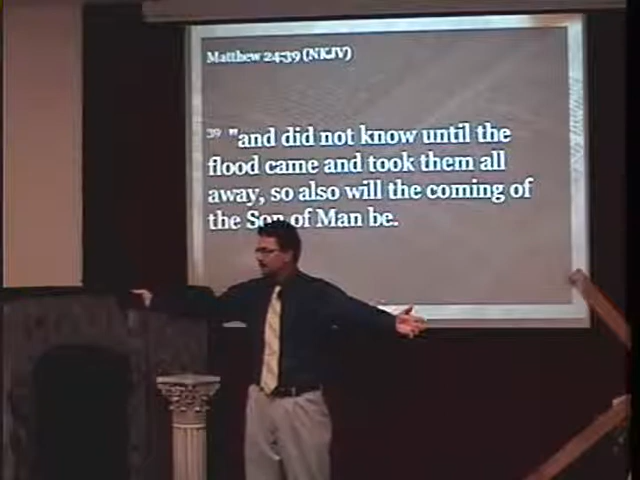 Matthew 24:39 (NKJV)
39 "and did not know until the
flood came and took them all
away, so also will the coming of
the Son of Man be.